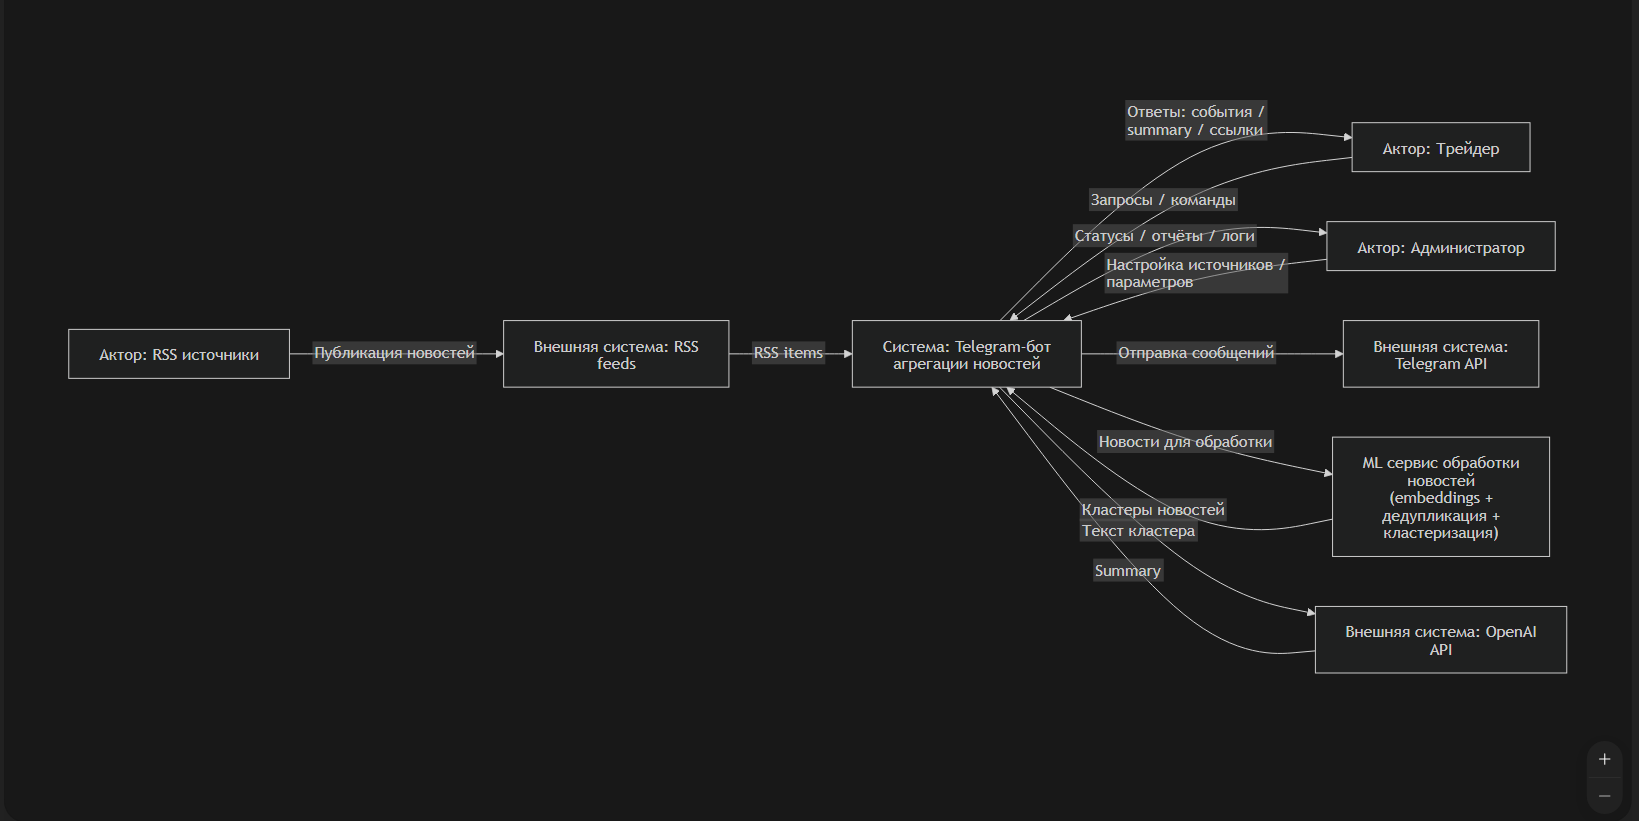 Ответы: события /
summary / ссылки
Актор: Трейдер
Запросы / команды
Статусы / отчёты / логи
Актор: Администратор
Настройка источников /
параметров
Актор: RSS источники
Публикация новостей
Внешняя система: RSS
feeds
RSS items
Система: Telegram-бот
агрегации новостей
Отправка сообщений
Внешняя система:
Telegram API
Новости для обработки
ML сервис обработки
новостей
(embeddings +
дедупликация +
кластеризация)
Кластеры новостей
Текст кластера
Summary
Внешняя система: OpenAI
API